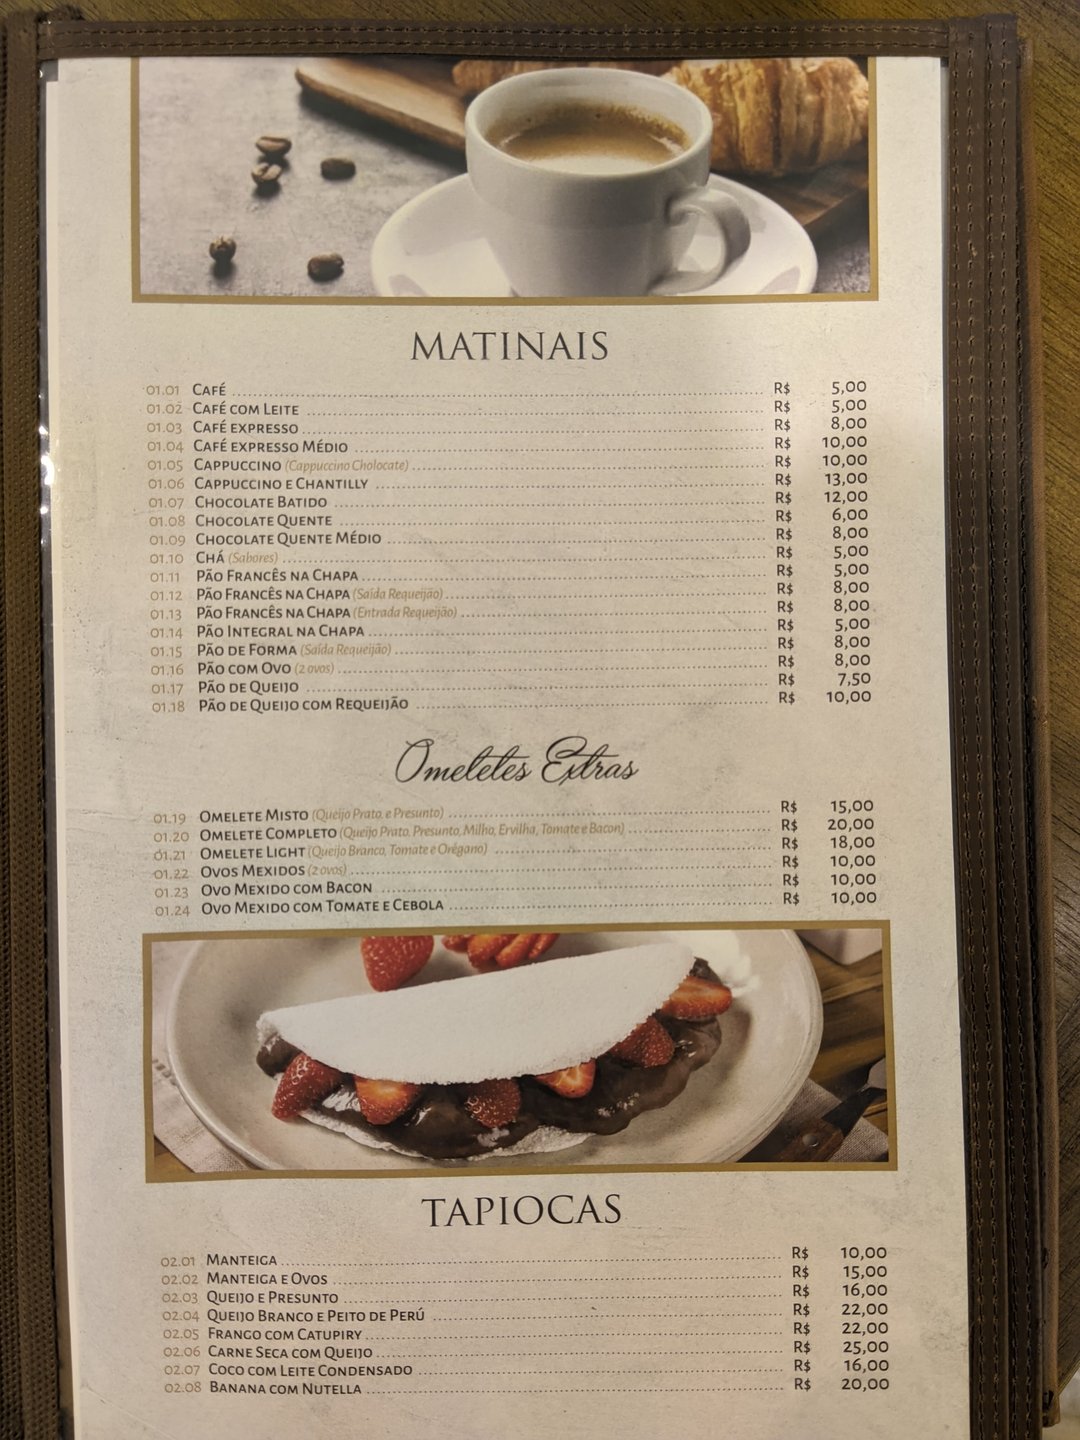 MATINAIS
01.01 CAFÉ R$ 5,00
01.02 CAFÉ COM LEITE R$ 5,00
01.03 CAFÉ EXPRESSO R$ 8,00
01.04 CAFÉ EXPRESSO MÉDIO R$ 10,00
01.05 CAPPUCCINO (Cappuccino Cholocate) R$ 10,00
01.06 CAPPUCCINO E CHANTILLY R$ 13,00
01.07 CHOCOLATE BATIDO R$ 12,00
01.08 CHOCOLATE QUENTE R$ 6,00
01.09 CHOCOLATE QUENTE MÉDIO R$ 8,00
01.10 CHÁ (Sabores) R$ 5,00
01.11 PÃO FRANCÊS NA CHAPA R$ 5,00
01.12 PÃO FRANCÊS NA CHAPA (Saída Requeijão) R$ 8,00
01.13 PÃO FRANCÊS NA CHAPA (Entrada Requeijão) R$ 8,00
01.14 PÃO INTEGRAL NA CHAPA R$ 5,00
01.15 PÃO DE FORMA (Saída Requeijão) R$ 8,00
01.16 PÃO COM OVO (2 ovos) R$ 8,00
01.17 PÃO DE QUEIJO R$ 7,50
01.18 PÃO DE QUEIJO COM REQUEIJÃO R$ 10,00
Omeletes Extras
01.19 OMELETE MISTO (Queijo Prato, e Presunto) R$ 15,00
01.20 OMELETE COMPLETO (Queijo Prato, Presunto, Milho, Ervilha, Tomate e Bacon) R$ 20,00
01.21 OMELETE LIGHT (Queijo Branco, Tomate e Orégano) R$ 18,00
01.22 OVOS MEXIDOS (2 ovos) R$ 10,00
01.23 OVO MEXIDO COM BACON R$ 10,00
01.24 OVO MEXIDO COM TOMATE E CEBOLA R$ 10,00
TAPIOCAS
02.01 MANTEIGA R$ 10,00
02.02 MANTEIGA E OVOS R$ 15,00
02.03 QUEIJO E PRESUNTO R$ 16,00
02.04 QUEIJO BRANCO E PEITO DE PERÚ R$ 22,00
02.05 FRANGO COM CATUPIRY R$ 22,00
02.06 CARNE SECA COM QUEIJO R$ 25,00
02.07 COCO COM LEITE CONDENSADO R$ 16,00
02.08 BANANA COM NUTELLA R$ 20,00